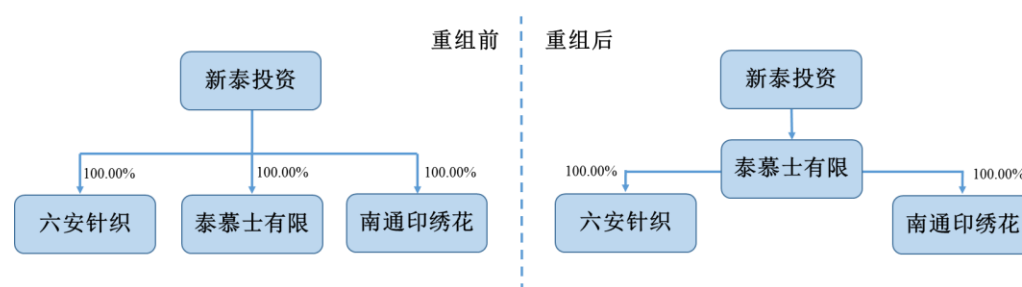 重组前
重组后
新泰投资
100.00%
100.00%
100.00%
六安针织
泰慕士有限
南通印绣花
新泰投资
泰慕士有限
100.00%
100.00%
六安针织
南通印绣花